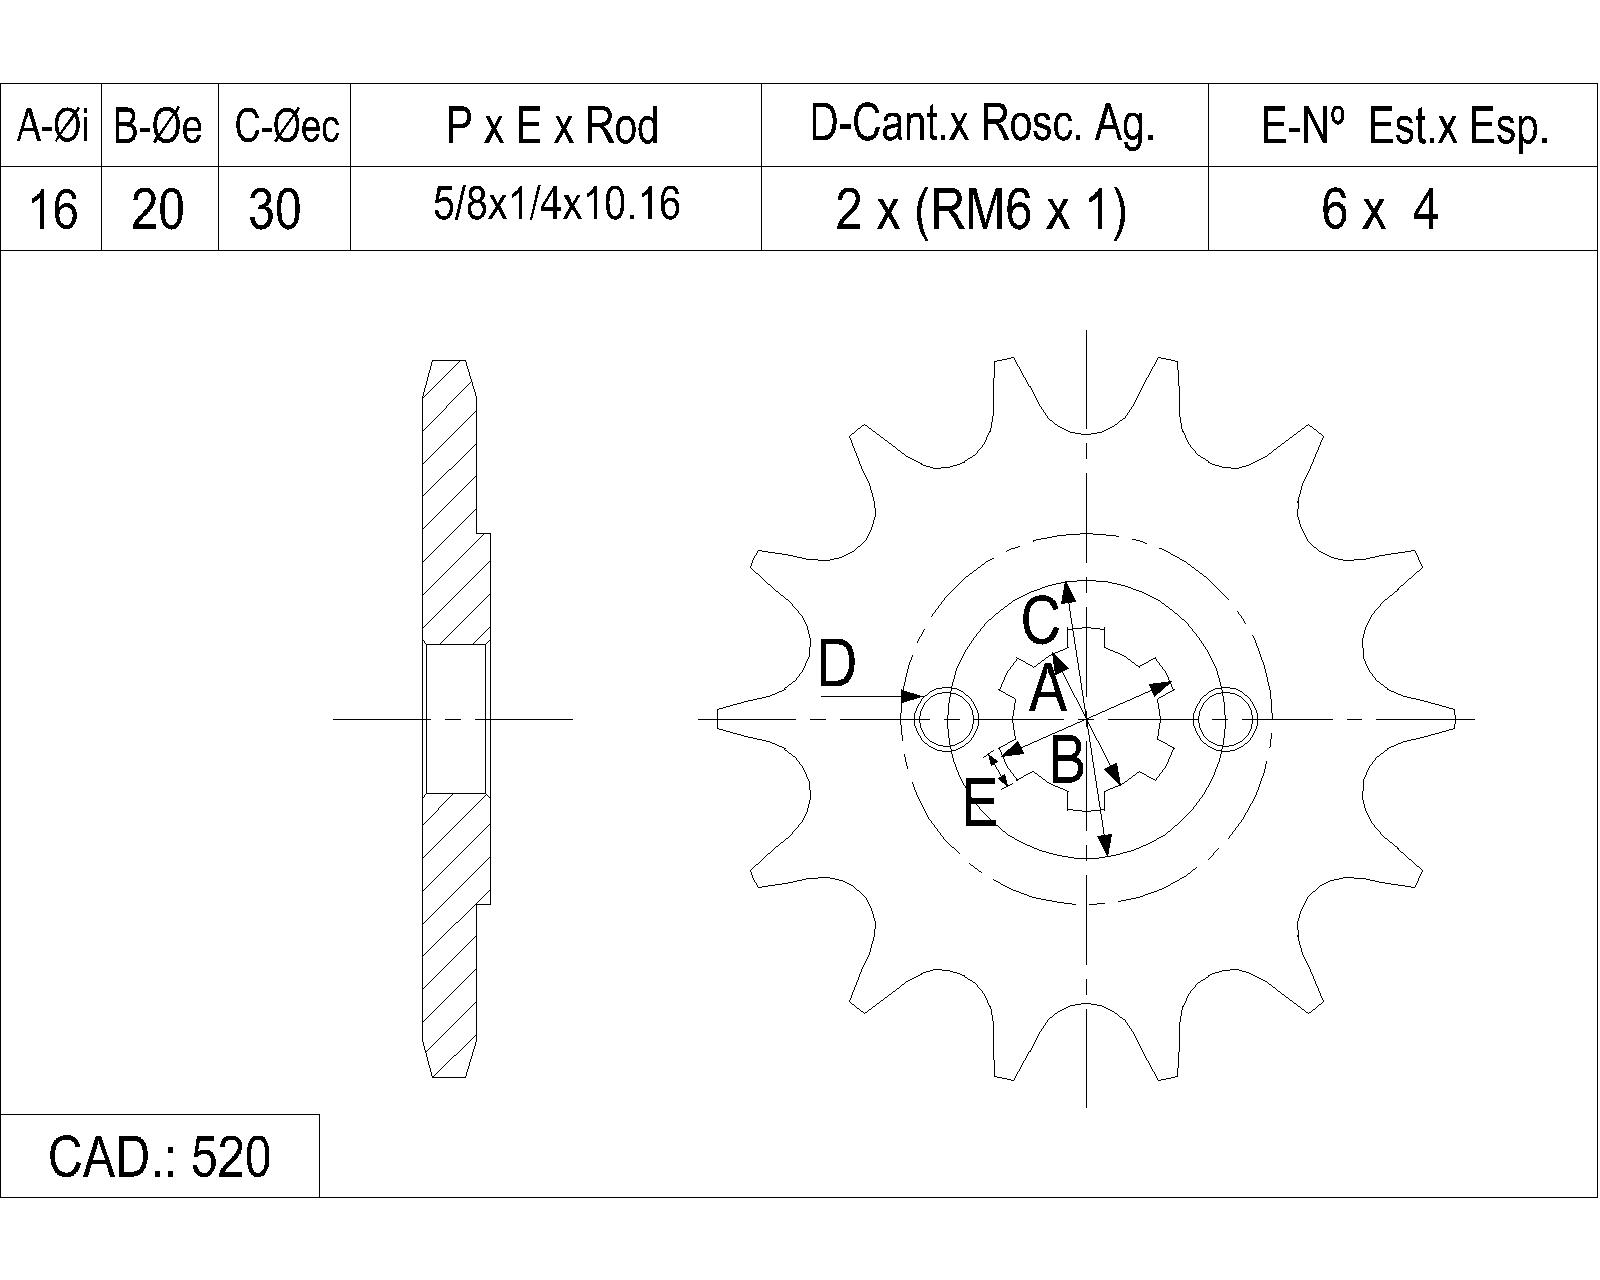 A-Øi B-Øe C-Øec P x E x Rod D-Cant.x Rosc. Ag. E-Nº Est.x Esp.
16 20 30 5/8x1/4x10.16 2 x (RM6 x 1) 6 x 4
C
D
A
B
E
CAD.: 520